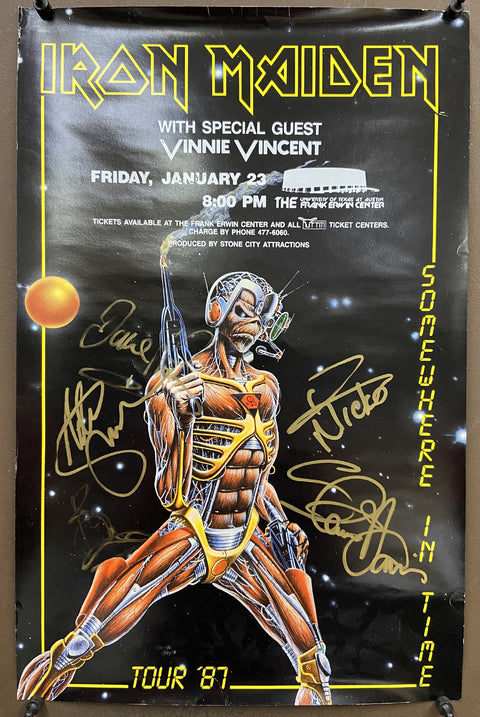 IRON MAIDEN
WITH SPECIAL GUEST
VINNIE VINCENT
FRIDAY, JANUARY 23
8:00 PM THE UNIVERSITY OF TEXAS AT AUSTIN
FRANK ERWIN CENTER
TICKETS AVAILABLE AT THE FRANK ERWIN CENTER AND ALL TICKET CENTERS.
CHARGE BY PHONE 477-6060.
PRODUCED BY STONE CITY ATTRACTIONS
SOMEWHERE IN TIME
Dave
Nicko
TOUR '87